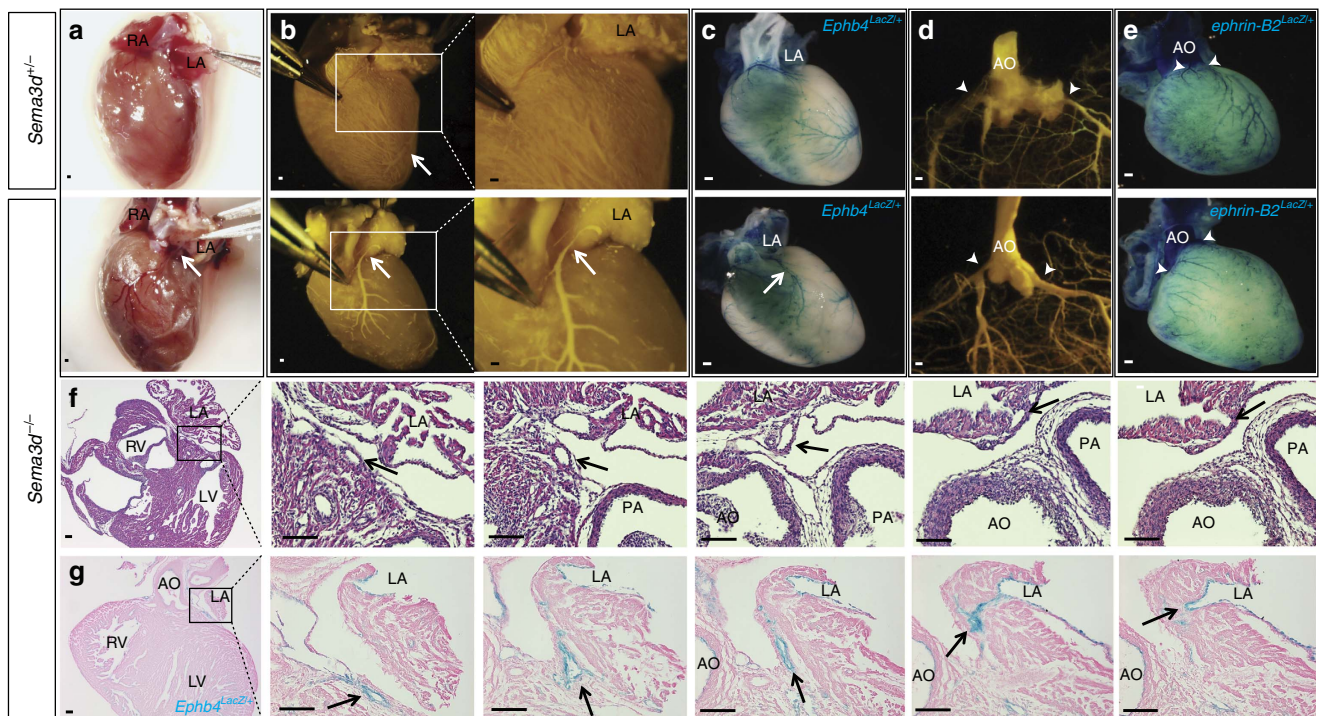 Sema3d+/−
a
RA
LA
b
LA
Ephb4LacZ/+
c
LA
d
AO
ephrin-B2LacZ/+
e
AO
Sema3d−/−
RA
LA
LA
Ephb4LacZ/+
LA
AO
ephrin-B2LacZ/+
AO
f
LA
RV
LV
LA
LA
PA
LA
AO
PA
LA
PA
AO
LA
PA
AO
g
AO
LA
RV
LV
Ephb4LacZ/+
LA
LA
LA
AO
LA
AO
LA
AO